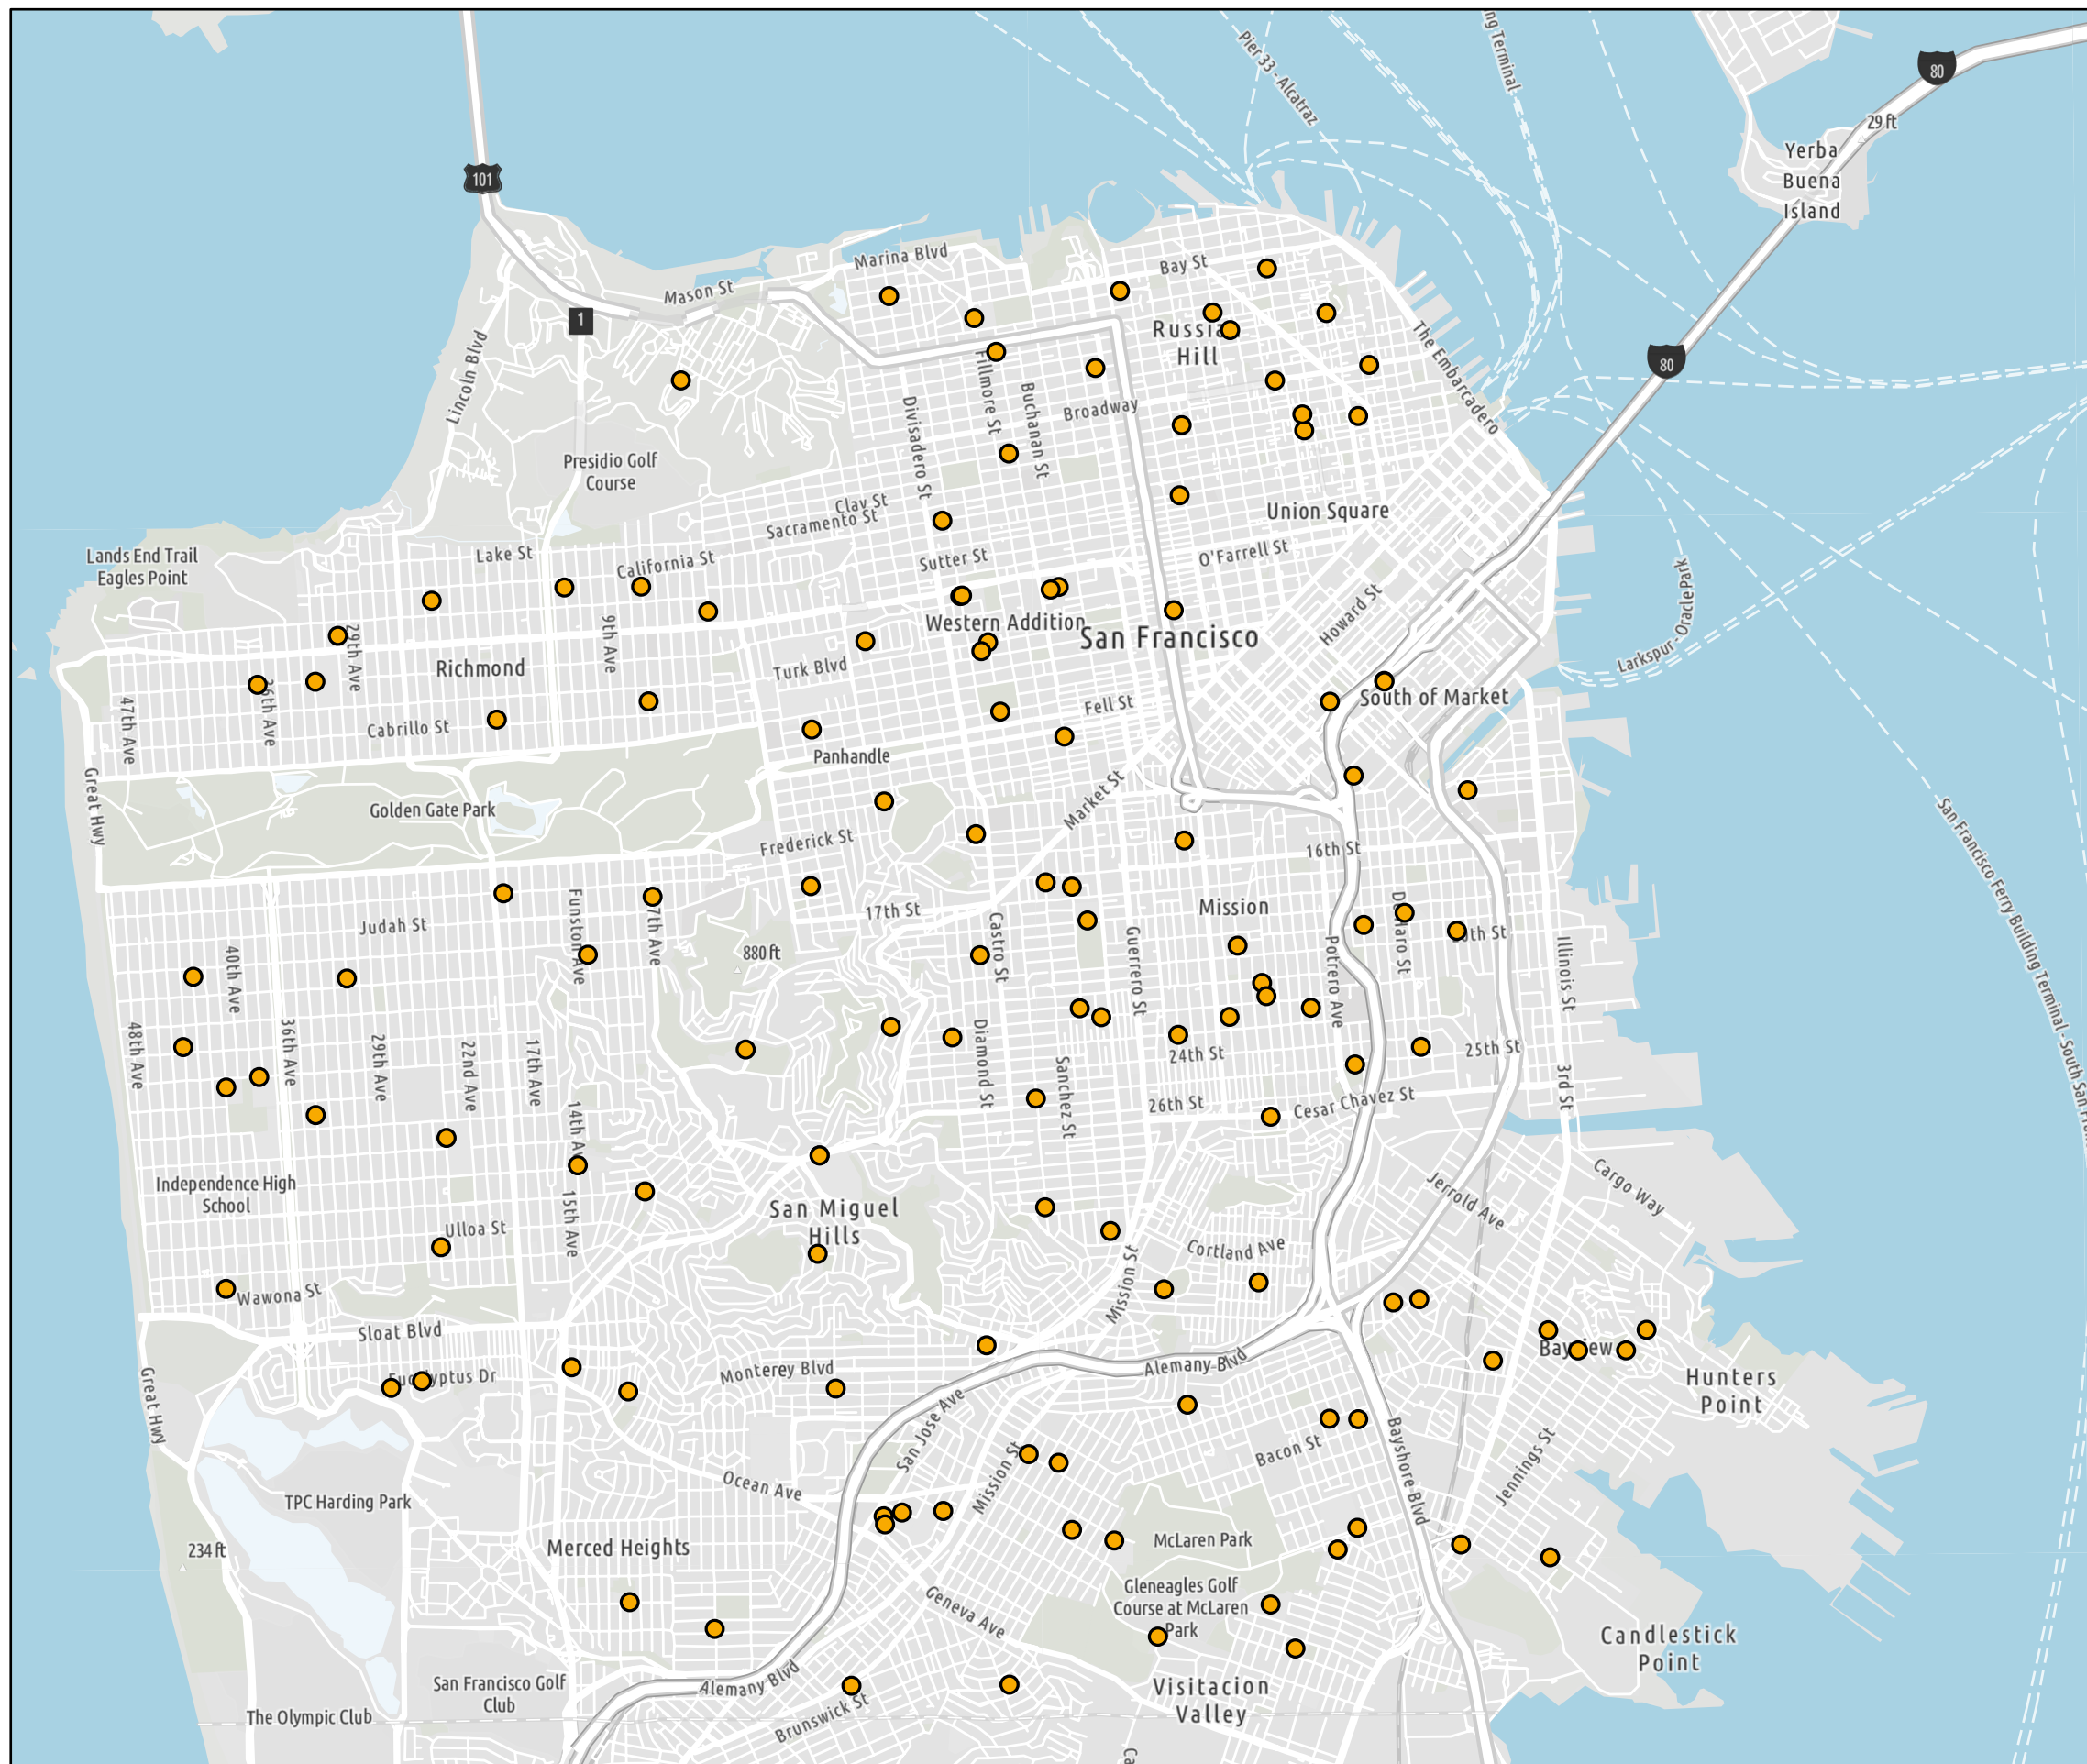 ng Terminal
Pier 33 - Alcatraz
80
29 ft
Yerba
Buena
Island
101
Marina Blvd
Bay St
Mason St
1
Russia
Hill
The Embarcadero
Lincoln Blvd
80
Fillmore St
Buchanan St
Divisadero St
Broadway
Presidio Golf
Course
Clay St
Sacramento St
Union Square
Lands End Trail
Eagles Point
Lake St
California St
Sutter St
O'Farrell St
Howard St
Larkspur - Oraclepark
Western Addition
San Francisco
29th Ave
9th Ave
Richmond
Turk Blvd
South of Market
47th Ave
Cabrillo St
Fell St
Panhandle
Great Hwy
Golden Gate Park
Market St
Frederick St
16th St
San Francisco Ferry Building Terminal - South San
Funston Ave
7th Ave
17th St
Mission
Judah St
Castro St
Guerrero St
Potrero Ave
Illinois St
880 ft
40th Ave
48th Ave
36th Ave
29th Ave
22nd Ave
17th Ave
Diamond St
Sanchez St
24th St
25th St
3rd St
26th St
Cesar Chavez St
14th Av
Independence High
School
15th Ave
San Miguel
Hills
Ulloa St
Jerrold Ave
Cargo Way
Cortland Ave
Mission St
Wawona St
Sloat Blvd
Great Hwy
Eucalyptus Dr
Monterey Blvd
Alemany Blvd
Bayview
Hunters
Point
San Jose Ave
Mission St
Bacon St
Bayshore Blvd
Jennings St
Ocean Ave
TPC Harding Park
234 ft
Merced Heights
McLaren Park
Gleneagles Golf
Course at McLaren
Park
Geneva Ave
Candlestick
Point
San Francisco Golf
Club
Alemany Blvd
Brunswick St
Visitacion
Valley
The Olympic Club
Ca